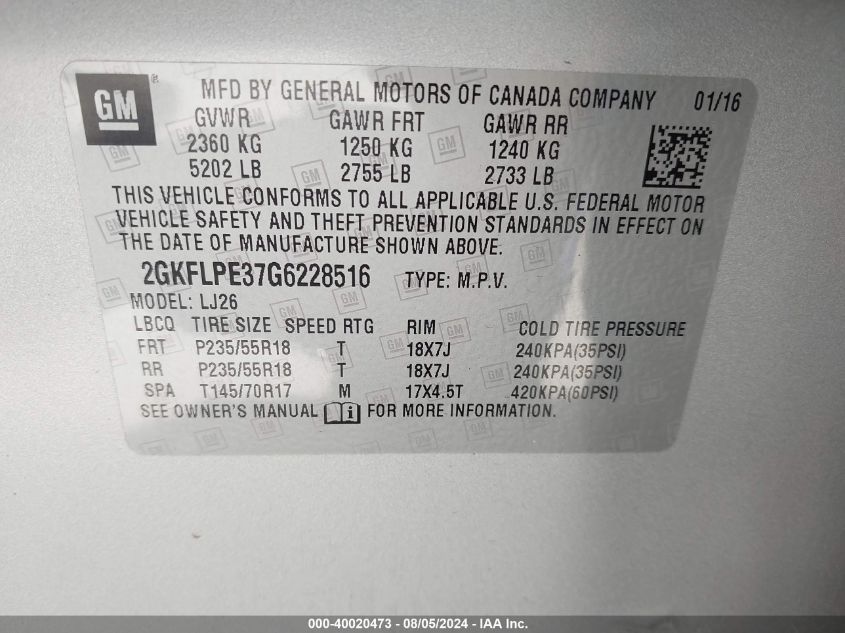 GM ® MFD BY GENERAL MOTORS OF CANADA COMPANY 01/16
GVWR GAWR FRT GAWR RR
2360 KG 1250 KG 1240 KG
5202 LB 2755 LB 2733 LB
THIS VEHICLE CONFORMS TO ALL APPLICABLE U.S. FEDERAL MOTOR
VEHICLE SAFETY AND THEFT PREVENTION STANDARDS IN EFFECT ON
THE DATE OF MANUFACTURE SHOWN ABOVE.
2GKFLPE37G6228516 TYPE: M.P.V.
MODEL: LJ26
LBCQ TIRE SIZE SPEED RTG RIM COLD TIRE PRESSURE
FRT P235/55R18 T 18X7J 240KPA(35PSI)
RR P235/55R18 T 18X7J 240KPA(35PSI)
SPA T145/70R17 M 17X4.5T 420KPA(60PSI)
SEE OWNER'S MANUAL i FOR MORE INFORMATION.
000-40020473 - 08/05/2024 - IAA Inc.